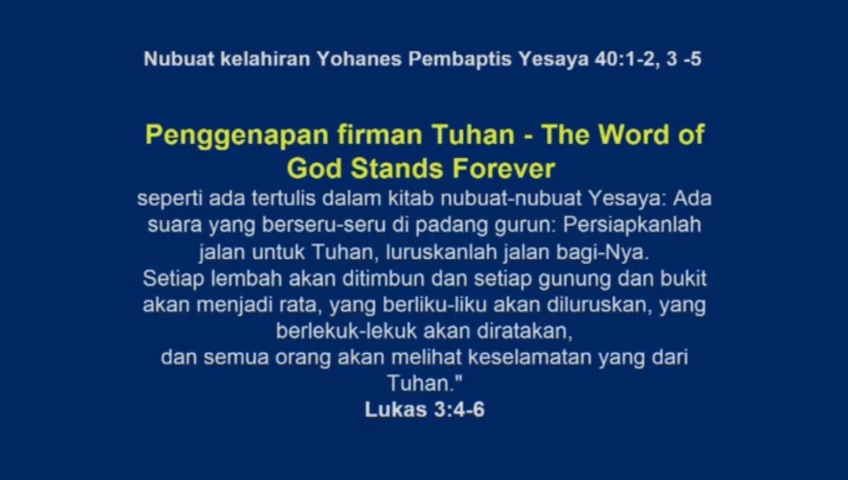 Nubuat kelahiran Yohanes Pembaptis Yesaya 40:1-2, 3 -5
Penggenapan firman Tuhan - The Word of
God Stands Forever
seperti ada tertulis dalam kitab nubuat-nubuat Yesaya: Ada
suara yang berseru-seru di padang gurun: Persiapkanlah
jalan untuk Tuhan, luruskanlah jalan bagi-Nya.
Setiap lembah akan ditimbun dan setiap gunung dan bukit
akan menjadi rata, yang berliku-liku akan diluruskan, yang
berlekuk-lekuk akan diratakan,
dan semua orang akan melihat keselamatan yang dari
Tuhan."
Lukas 3:4-6